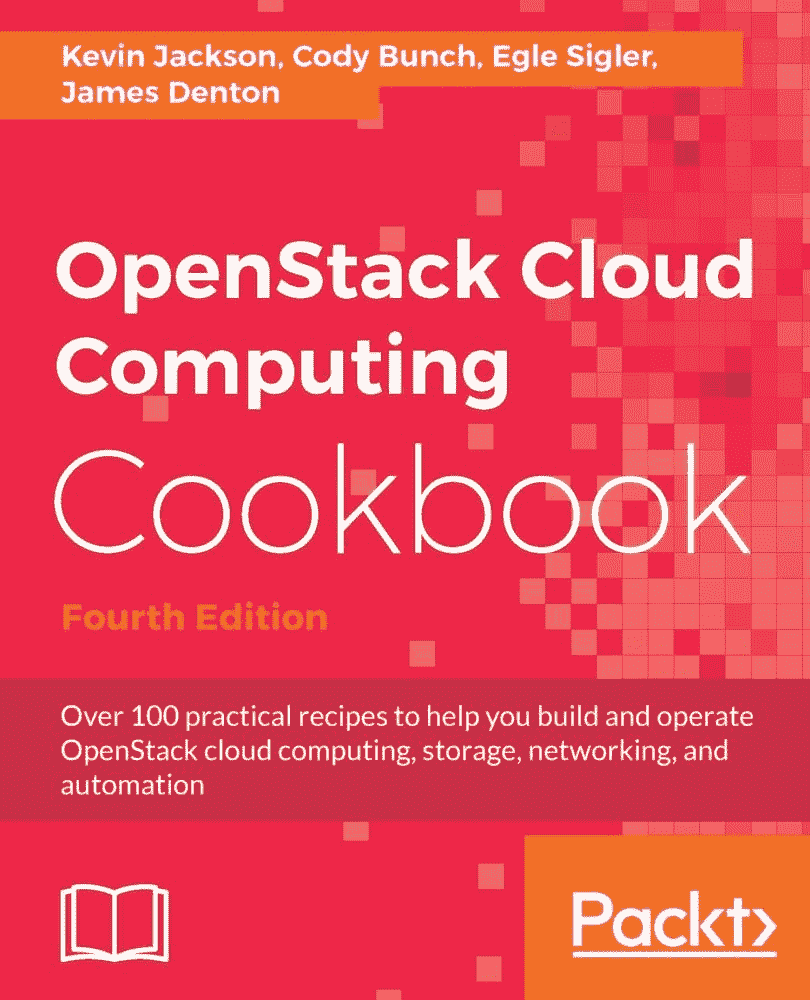 Kevin Jackson, Cody Bunch, Egle Sigler,
James Denton
OpenStack Cloud
Computing
Cookbook
Fourth Edition
Over 100 practical recipes to help you build and operate
OpenStack cloud computing, storage, networking, and
automation
Packt>